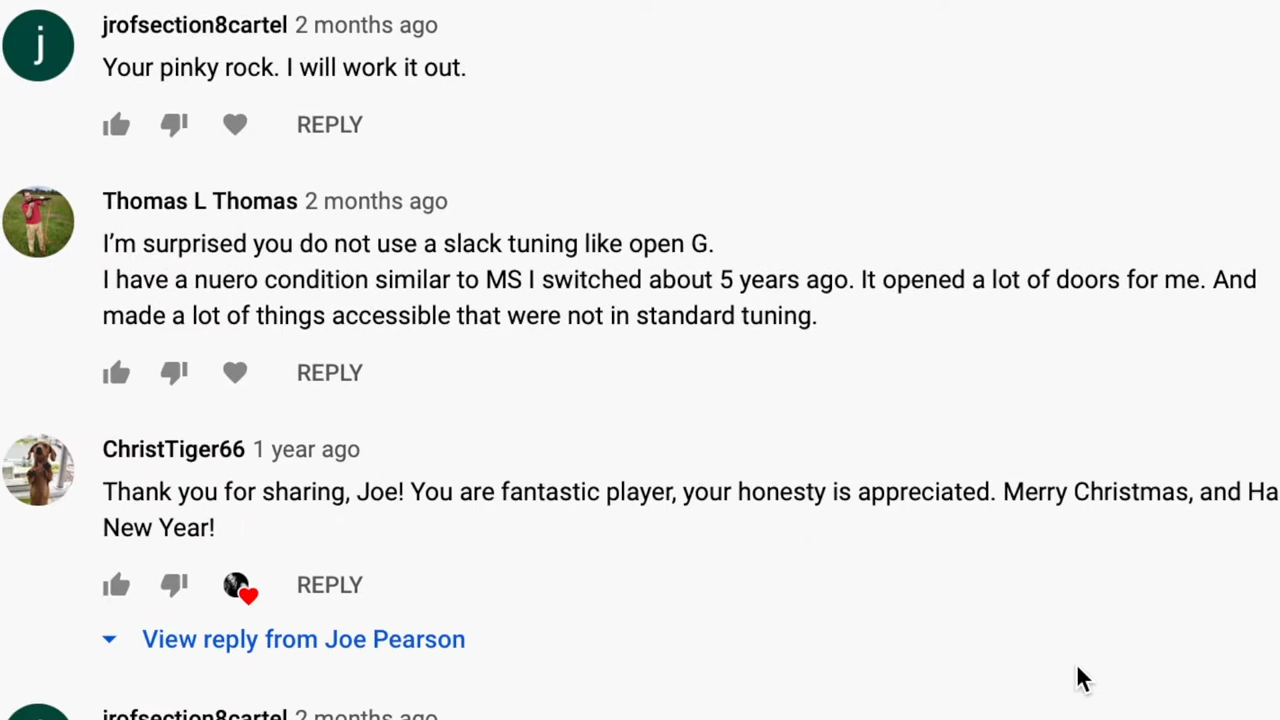 j
jrofsection8cartel 2 months ago
Your pinky rock. I will work it out.
REPLY
Thomas L Thomas 2 months ago
I’m surprised you do not use a slack tuning like open G.
I have a nuero condition similar to MS I switched about 5 years ago. It opened a lot of doors for me. And
made a lot of things accessible that were not in standard tuning.
REPLY
ChristTiger66 1 year ago
Thank you for sharing, Joe! You are fantastic player, your honesty is appreciated. Merry Christmas, and Ha
New Year!
REPLY
View reply from Joe Pearson
jrofsection8cartel 2 months ago